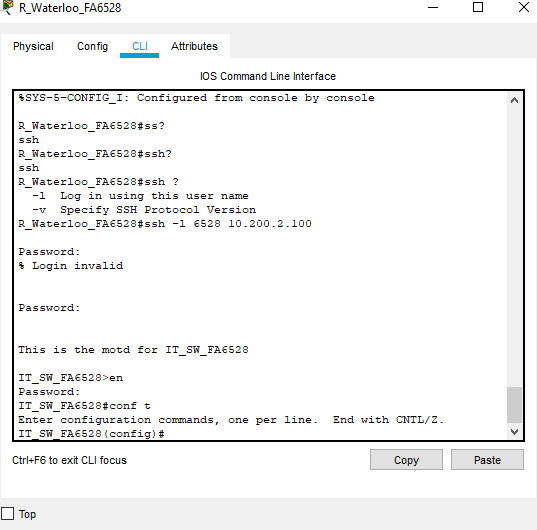 R_Waterloo_FA6528
Physical Config CLI Attributes
IOS Command Line Interface
%SYS-5-CONFIG_I: Configured from console by console
R_Waterloo_FA6528#ss?
ssh
R_Waterloo_FA6528#ssh?
ssh
R_Waterloo_FA6528#ssh ?
-l Log in using this user name
-v Specify SSH Protocol Version
R_Waterloo_FA6528#ssh -l 6528 10.200.2.100
Password:
% Login invalid
Password:
This is the motd for IT_SW_FA6528
IT_SW_FA6528>en
Password:
IT_SW_FA6528#conf t
Enter configuration commands, one per line. End with CNTL/Z.
IT_SW_FA6528(config)#
Ctrl+F6 to exit CLI focus Copy Paste
Top